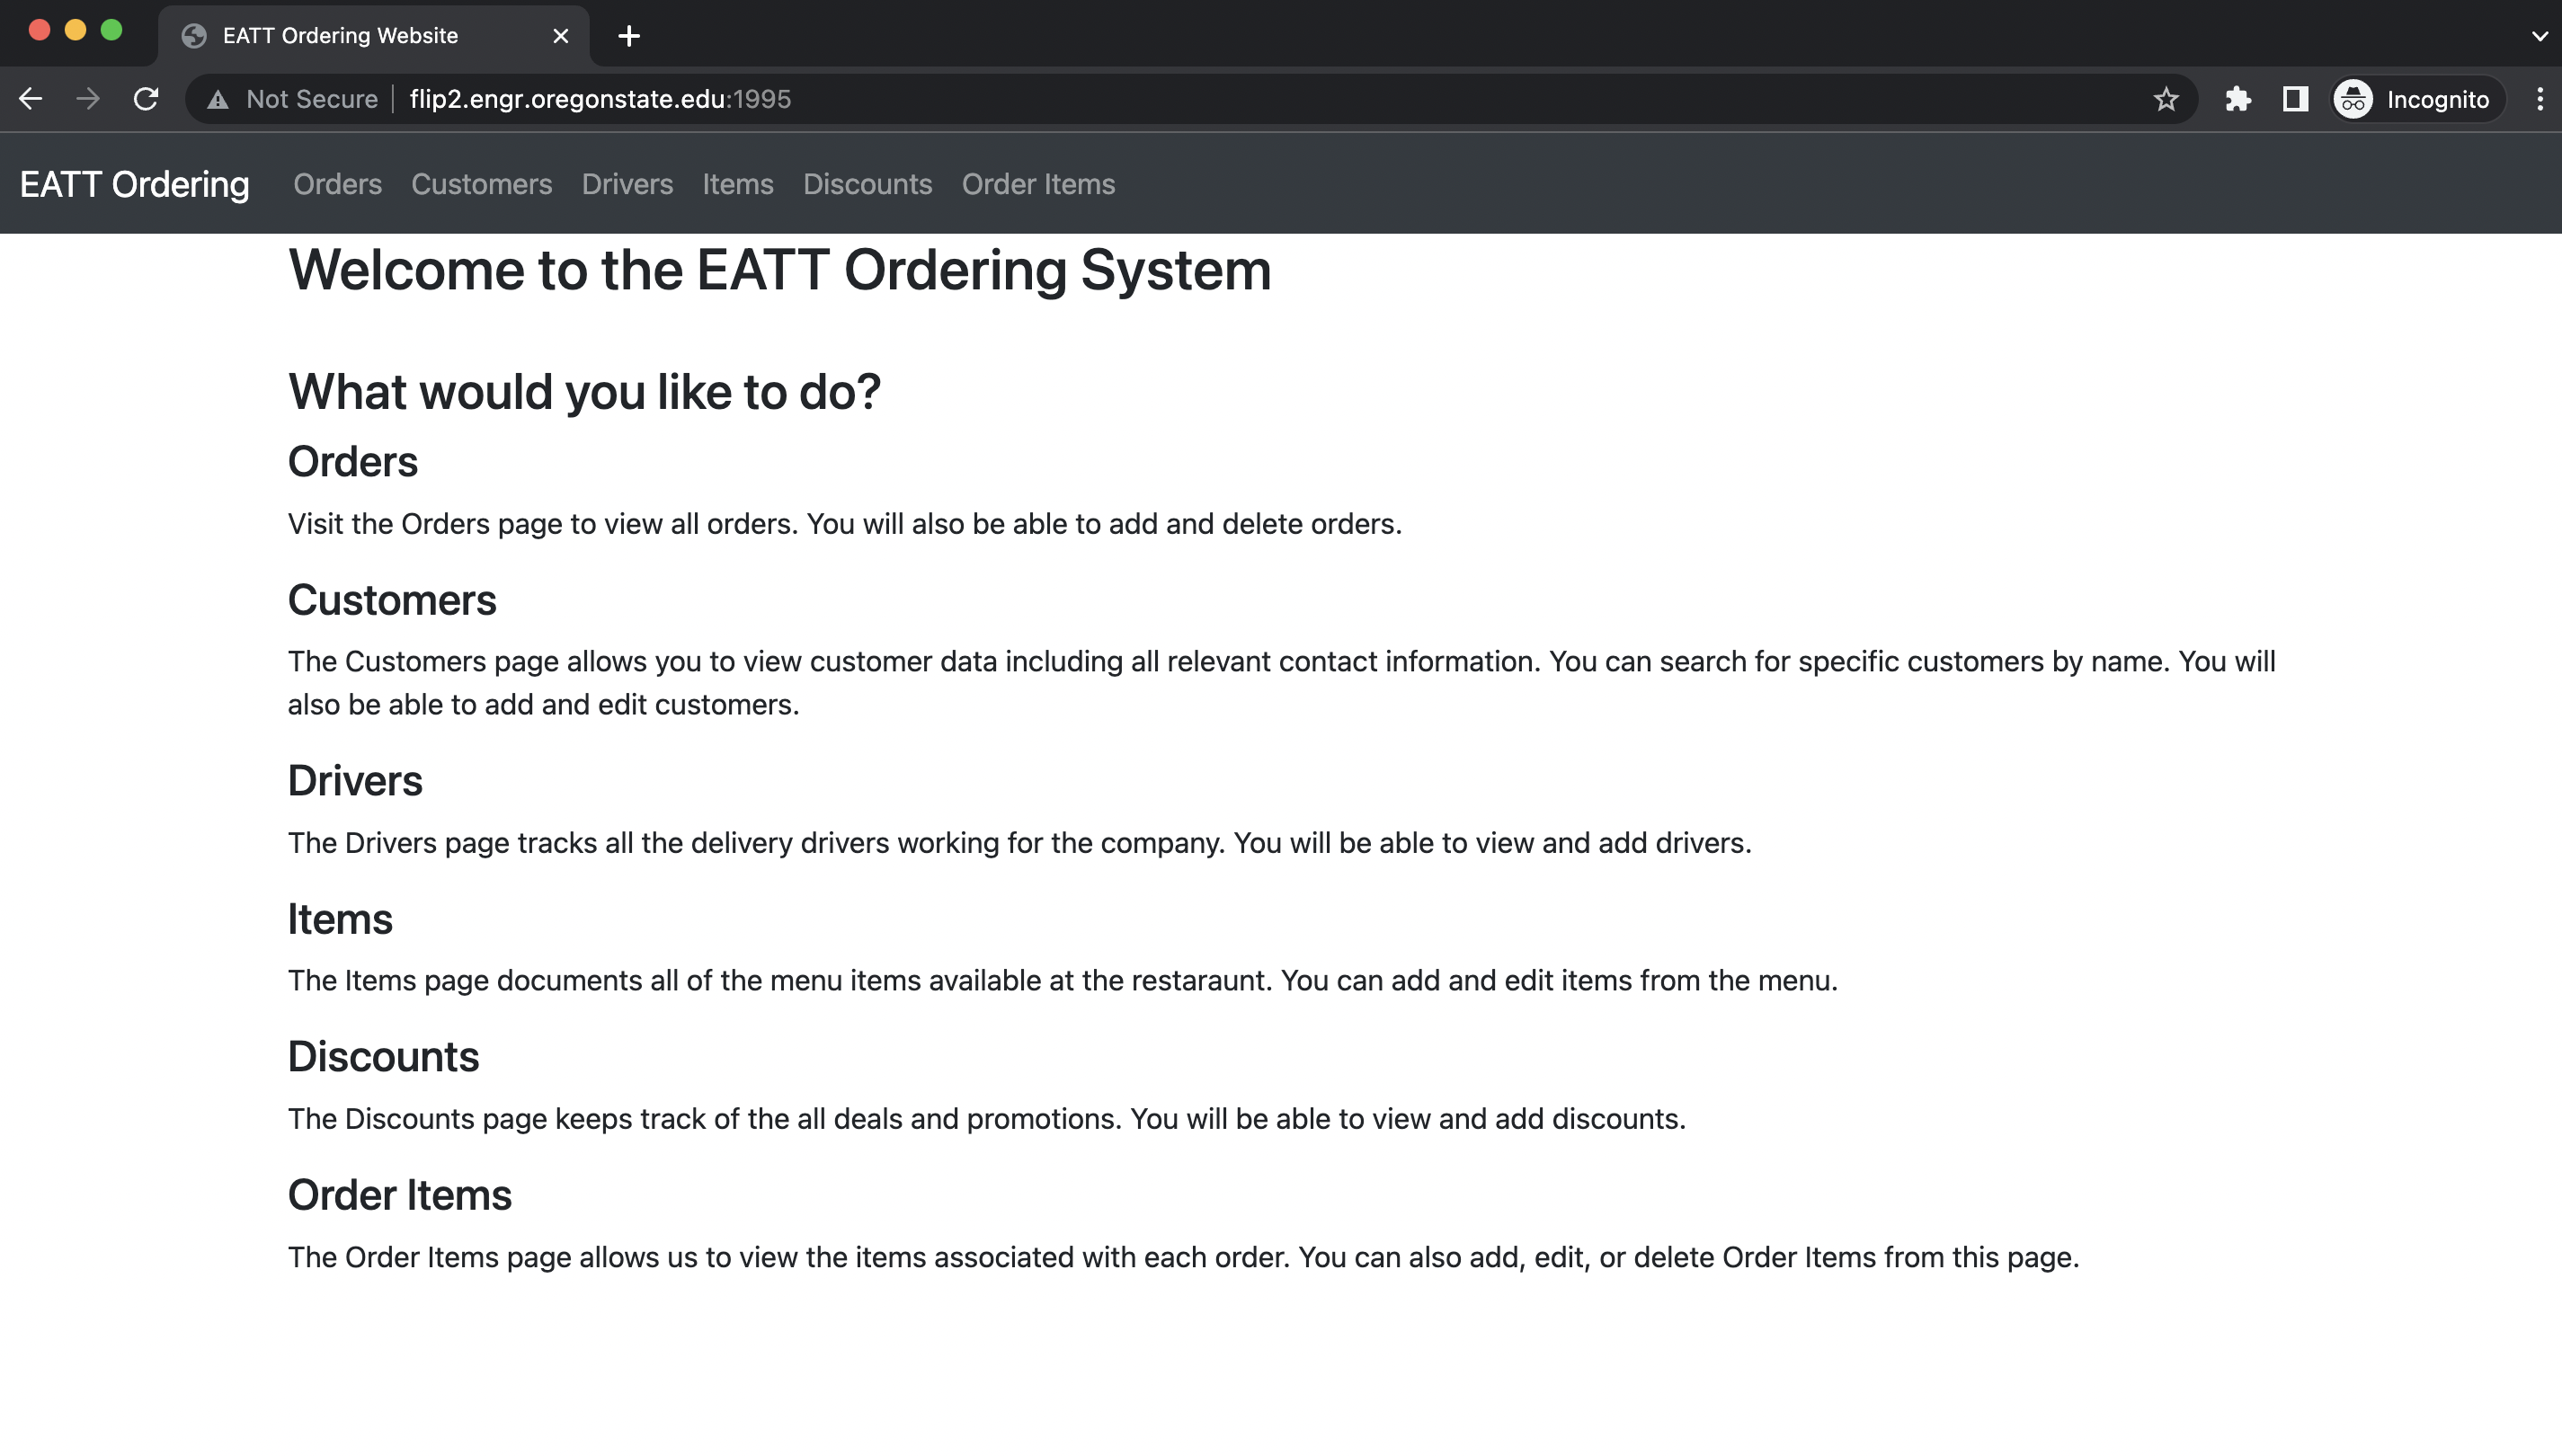 EATT Ordering Website
Not Secure flip2.engr.oregonstate.edu:1995
Incognito
EATT Ordering Orders Customers Drivers Items Discounts Order Items
Welcome to the EATT Ordering System
What would you like to do?
Orders
Visit the Orders page to view all orders. You will also be able to add and delete orders.
Customers
The Customers page allows you to view customer data including all relevant contact information. You can search for specific customers by name. You will
also be able to add and edit customers.
Drivers
The Drivers page tracks all the delivery drivers working for the company. You will be able to view and add drivers.
Items
The Items page documents all of the menu items available at the restaraunt. You can add and edit items from the menu.
Discounts
The Discounts page keeps track of the all deals and promotions. You will be able to view and add discounts.
Order Items
The Order Items page allows us to view the items associated with each order. You can also add, edit, or delete Order Items from this page.